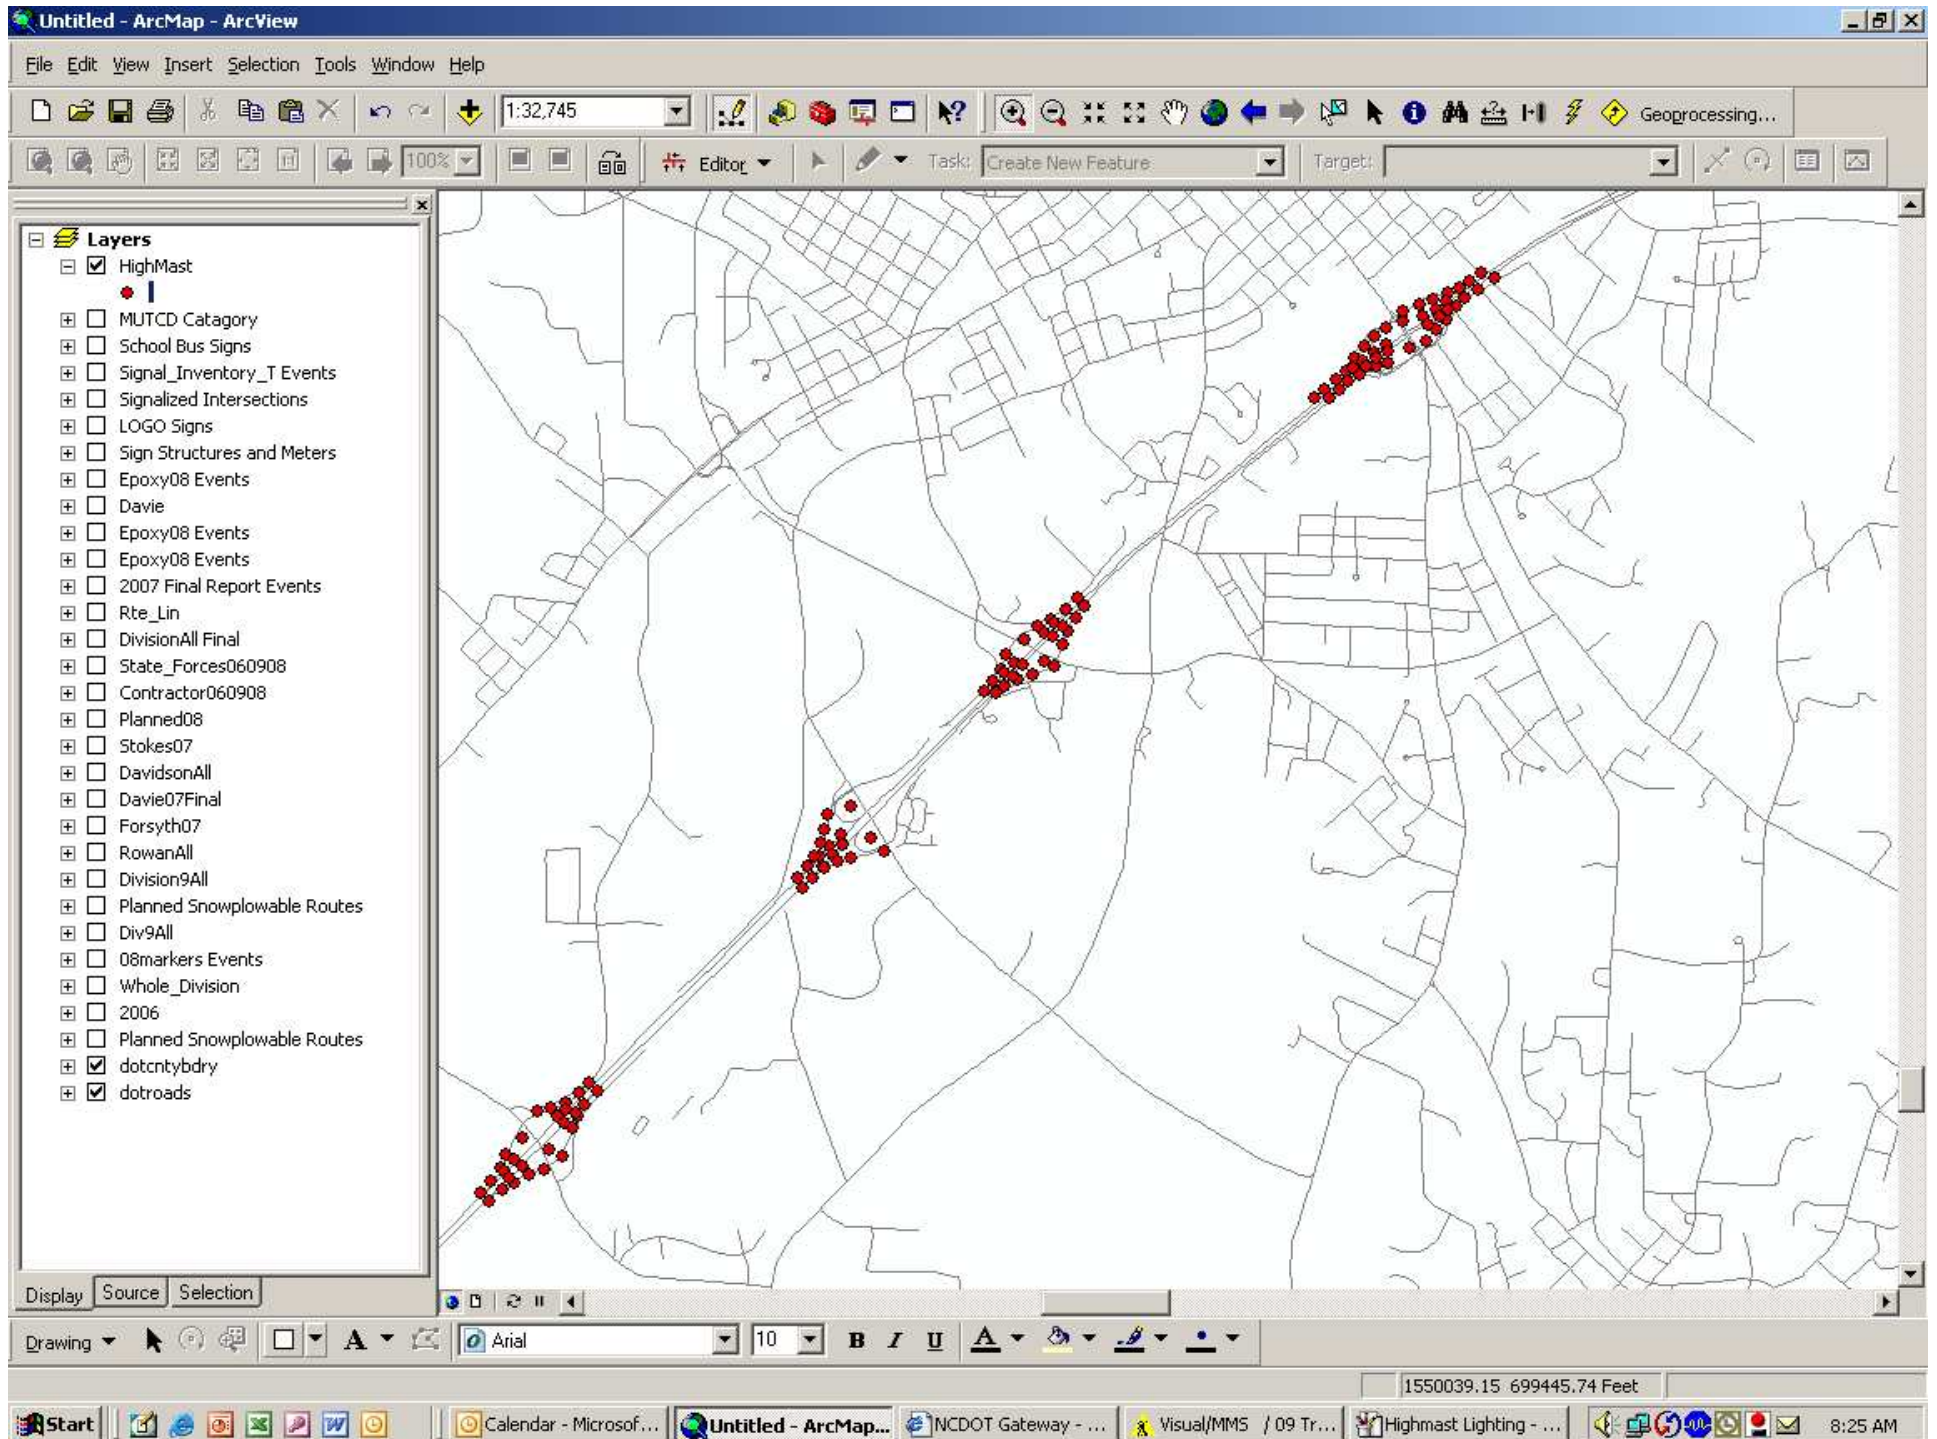 Untitled - ArcMap - ArcView
File Edit View Insert Selection Tools Window Help
1:32,745 Geoprocessing...
100% Editor Task: Create New Feature Target:
Layers
HighMast
MUTCD Catagory
School Bus Signs
Signal_Inventory_T Events
Signalized Intersections
LOGO Signs
Sign Structures and Meters
Epoxy08 Events
Davie
Epoxy08 Events
Epoxy08 Events
2007 Final Report Events
Rte_Lin
DivisionAll Final
State_Forces060908
Contractor060908
Planned08
Stokes07
DavidsonAll
Davie07Final
Forsyth07
RowanAll
Division9All
Planned Snowplowable Routes
Div9All
08markers Events
Whole_Division
2006
Planned Snowplowable Routes
dotcntybdry
dotroads
Display Source Selection
Drawing A Arial 10 B I U A
1550039.15 699445.74 Feet
Start Calendar - Microsof... Untitled - ArcMap... NCDOT Gateway - ... Visual/MMS / 09 Tr... Highmast Lighting - ... 8:25 AM